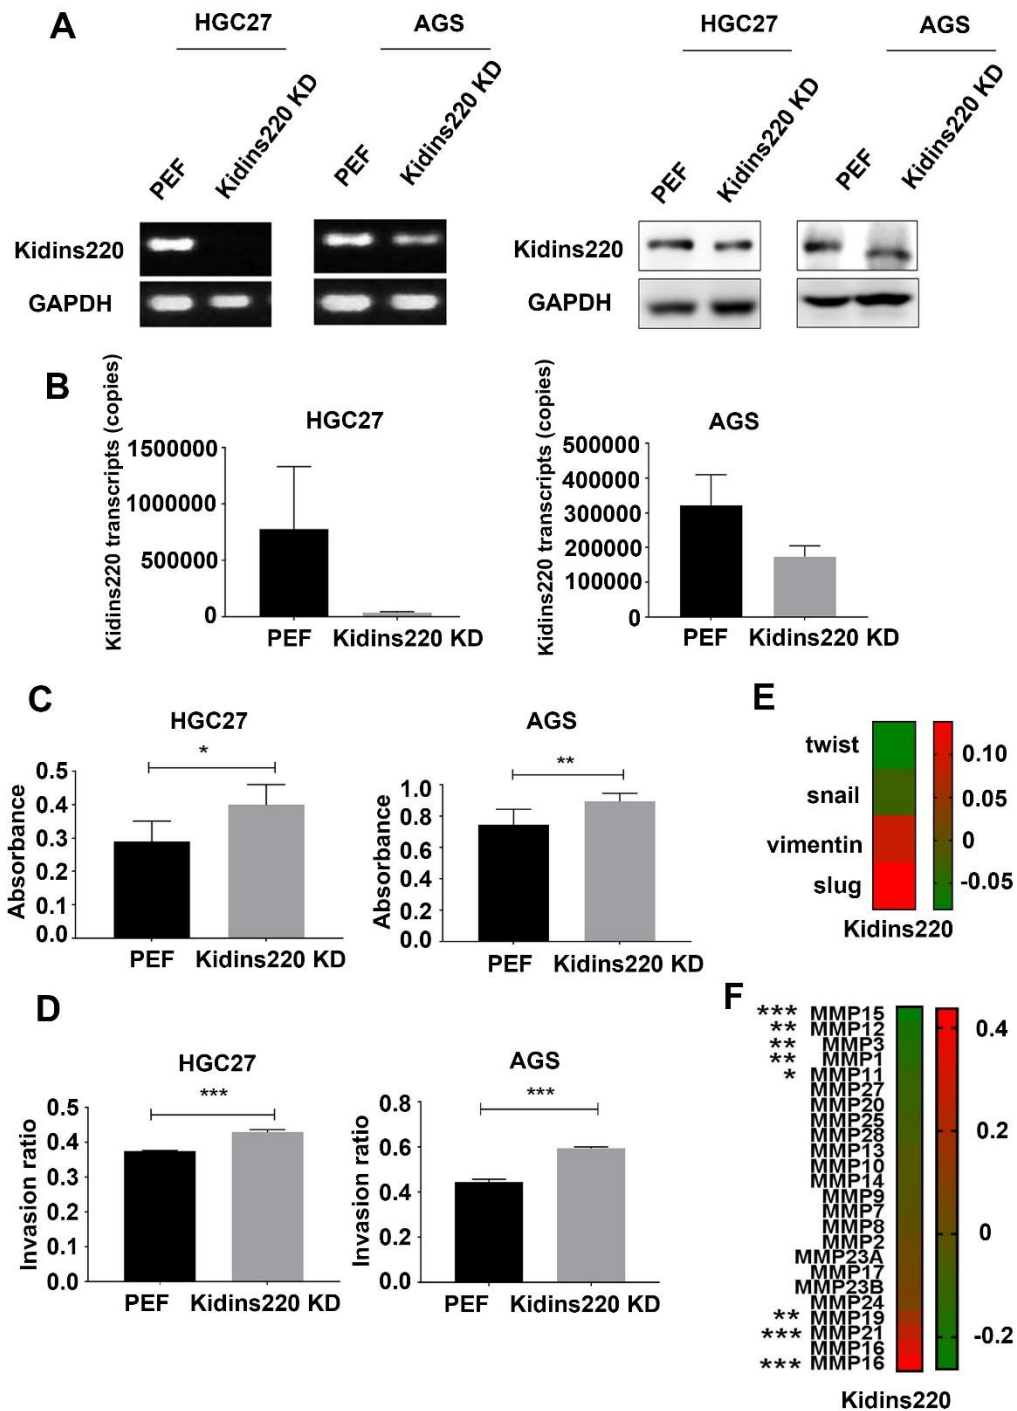 A
HGC27 AGS HGC27 AGS
PEF Kidins220 KD PEF Kidins220 KD PEF Kidins220 KD PEF Kidins220 KD
Kidins220 Kidins220
GAPDH GAPDH
B
HGC27
Kidins220 transcripts (copies)
1500000
1000000
500000
0
PEF Kidins220 KD
AGS
Kidins220 transcripts (copies)
500000
400000
300000
200000
100000
0
PEF Kidins220 KD
C
HGC27
*
Absorbance
0.5
0.4
0.3
0.2
0.1
0.0
PEF Kidins220 KD
AGS
**
Absorbance
1.0
0.8
0.6
0.4
0.2
0.0
PEF Kidins220 KD
D
HGC27
***
Invasion ratio
0.5
0.4
0.3
0.2
0.1
0.0
PEF Kidins220 KD
AGS
***
Invasion ratio
0.8
0.6
0.4
0.2
0.0
PEF Kidins220 KD
E
twist
snail
vimentin
slug
0.10
0.05
0
-0.05
Kidins220
F
*** MMP15
** MMP12
** MMP3
** MMP1
* MMP11
MMP27
MMP20
MMP25
MMP28
MMP13
MMP10
MMP14
MMP9
MMP7
MMP8
MMP2
MMP23A
MMP17
MMP23B
MMP24
** MMP19
*** MMP21
MMP16
*** MMP16
0.4
0.2
0
-0.2
Kidins220